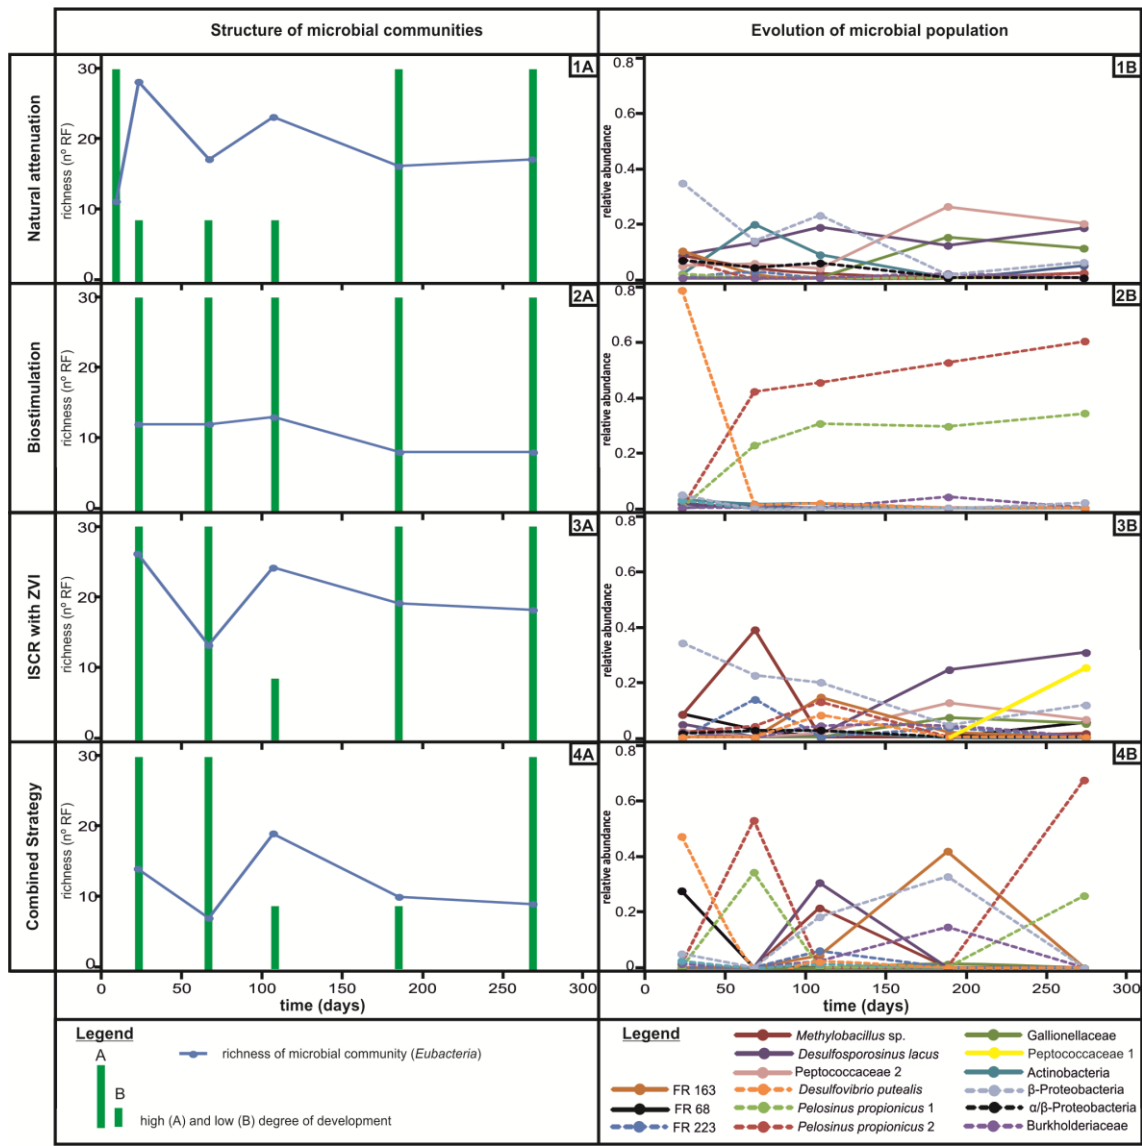 Structure of microbial communities
Evolution of microbial population
Natural attenuation
richness (nº RF)
30
20
10
0
1A
relative abundance
0.8
0.6
0.4
0.2
0
1B
Biostimulation
richness (nº RF)
30
20
10
0
2A
relative abundance
0.8
0.6
0.4
0.2
0
2B
ISCR with ZVI
richness (nº RF)
30
20
10
0
3A
relative abundance
0.8
0.6
0.4
0.2
0
3B
Combined Strategy
richness (nº RF)
30
20
10
0
4A
relative abundance
0.8
0.6
0.4
0.2
0
4B
0 50 100 150 200 250 300
time (days)
0 50 100 150 200 250 300
time (days)
Legend
A
B
richness of microbial community (Eubacteria)
high (A) and low (B) degree of development
Legend
FR 163
FR 68
FR 223
Methylobacillus sp.
Desulfosporosinus lacus
Peptococcaceae 2
Desulfovibrio putealis
Pelosinus propionicus 1
Pelosinus propionicus 2
Gallionellaceae
Peptococcaceae 1
Actinobacteria
β-Proteobacteria
α/β-Proteobacteria
Burkholderiaceae